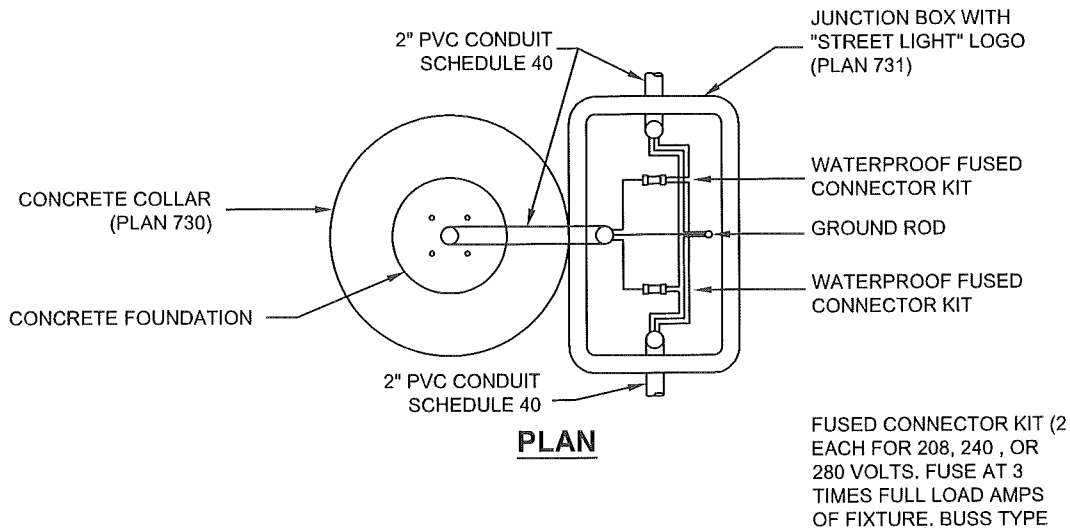 2" PVC CONDUIT
SCHEDULE 40
JUNCTION BOX WITH
"STREET LIGHT" LOGO
(PLAN 731)
CONCRETE COLLAR
(PLAN 730)
WATERPROOF FUSED
CONNECTOR KIT
GROUND ROD
WATERPROOF FUSED
CONNECTOR KIT
CONCRETE FOUNDATION
2" PVC CONDUIT
SCHEDULE 40
PLAN
FUSED CONNECTOR KIT (2
EACH FOR 208, 240 , OR
280 VOLTS. FUSE AT 3
TIMES FULL LOAD AMPS
OF FIXTURE. BUSS TYPE